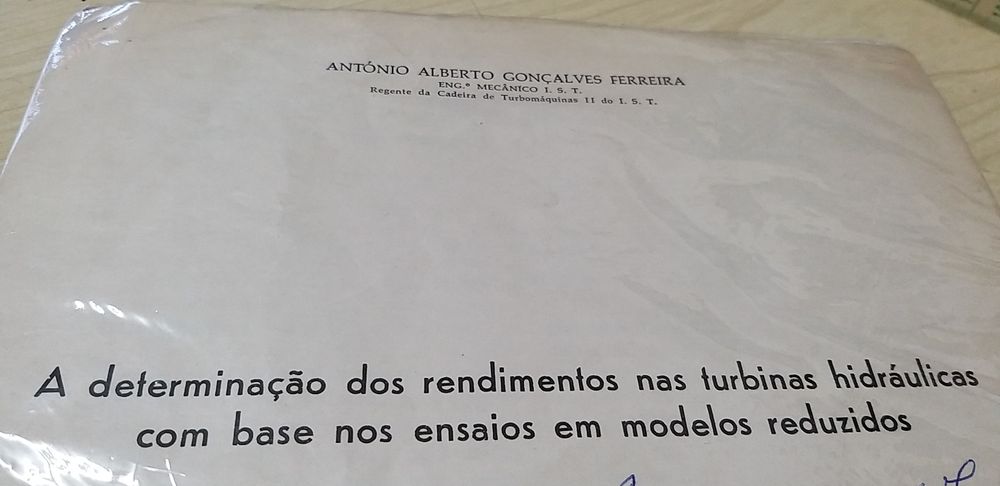 ANTÓNIO ALBERTO GONÇALVES FERREIRA
ENG.º MECÂNICO I. S. T.
Regente da Cadeira de Turbomáquinas II do I. S. T.
A determinação dos rendimentos nas turbinas hidráulicas
com base nos ensaios em modelos reduzidos